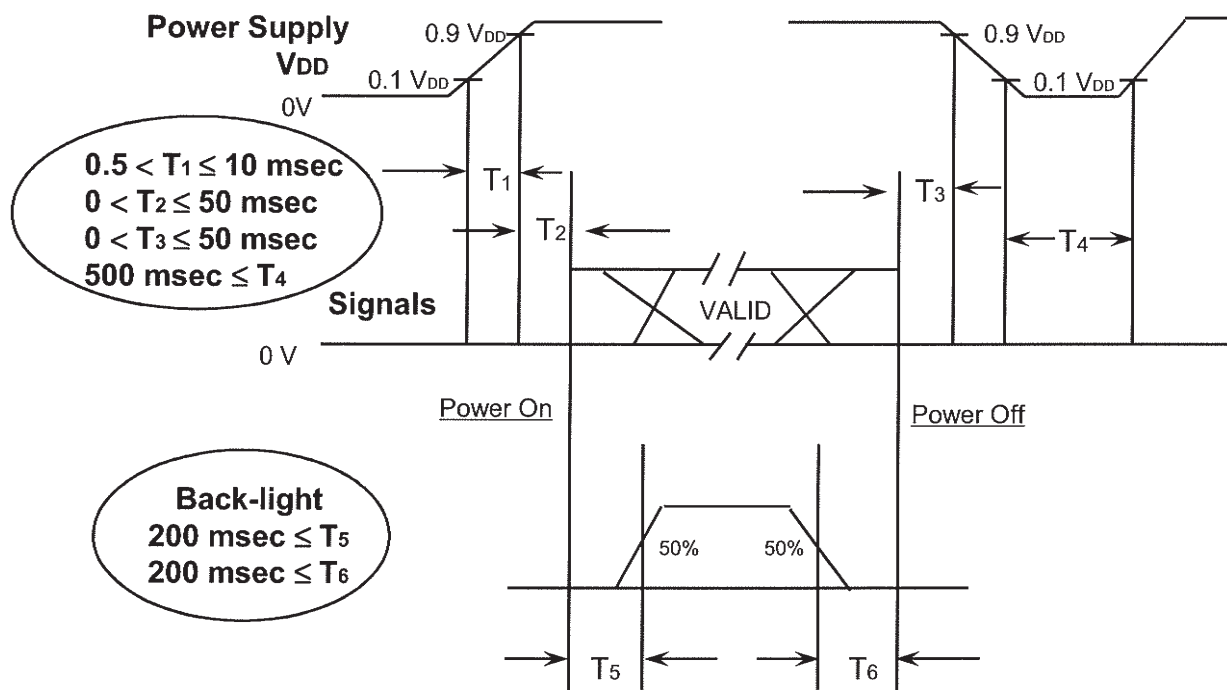 Power Supply
VDD
0.9 VDD
0.1 VDD
0V
0.9 VDD
0.1 VDD
0.5 < T1 ≤ 10 msec
0 < T2 ≤ 50 msec
0 < T3 ≤ 50 msec
500 msec ≤ T4
T1
T2
T3
T4
Signals
VALID
0 V
Power On
Power Off
Back-light
200 msec ≤ T5
200 msec ≤ T6
50%
50%
T5
T6